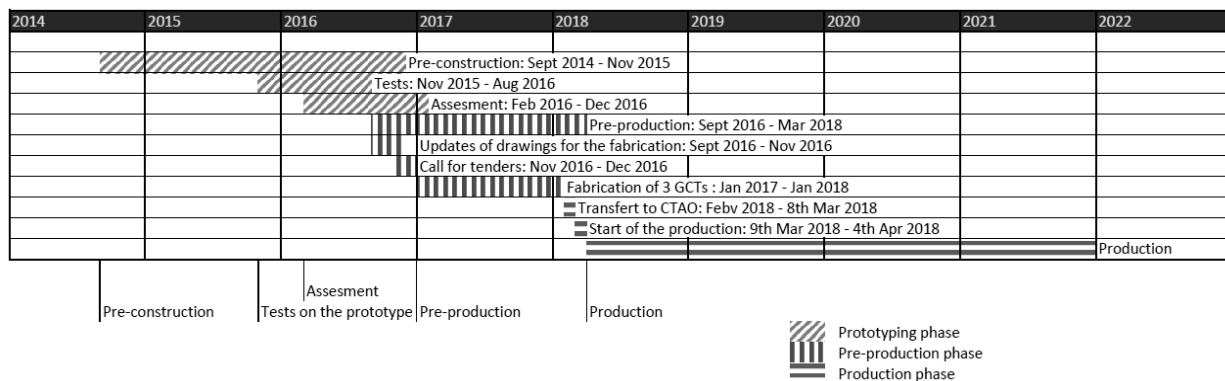 2014 2015 2016 2017 2018 2019 2020 2021 2022
Pre-construction: Sept 2014 - Nov 2015
Tests: Nov 2015 - Aug 2016
Assesment: Feb 2016 - Dec 2016
Pre-production: Sept 2016 - Mar 2018
Updates of drawings for the fabrication: Sept 2016 - Nov 2016
Call for tenders: Nov 2016 - Dec 2016
Fabrication of 3 GCTs : Jan 2017 - Jan 2018
Transfert to CTAO: Febv 2018 - 8th Mar 2018
Start of the production: 9th Mar 2018 - 4th Apr 2018
Production
Assesment
Pre-construction Tests on the prototype Pre-production Production
Prototyping phase
Pre-production phase
Production phase